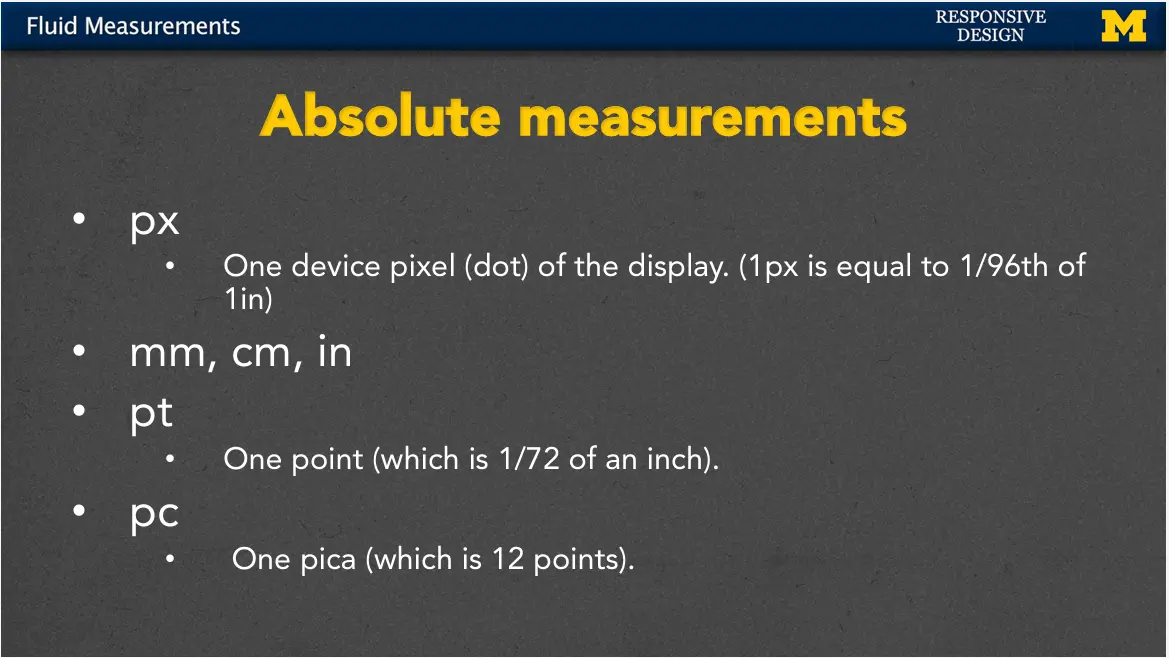 Fluid Measurements
RESPONSIVE
DESIGN
M
Absolute measurements
• px
• One device pixel (dot) of the display. (1px is equal to 1/96th of
1in)
• mm, cm, in
• pt
• One point (which is 1/72 of an inch).
• pc
• One pica (which is 12 points).